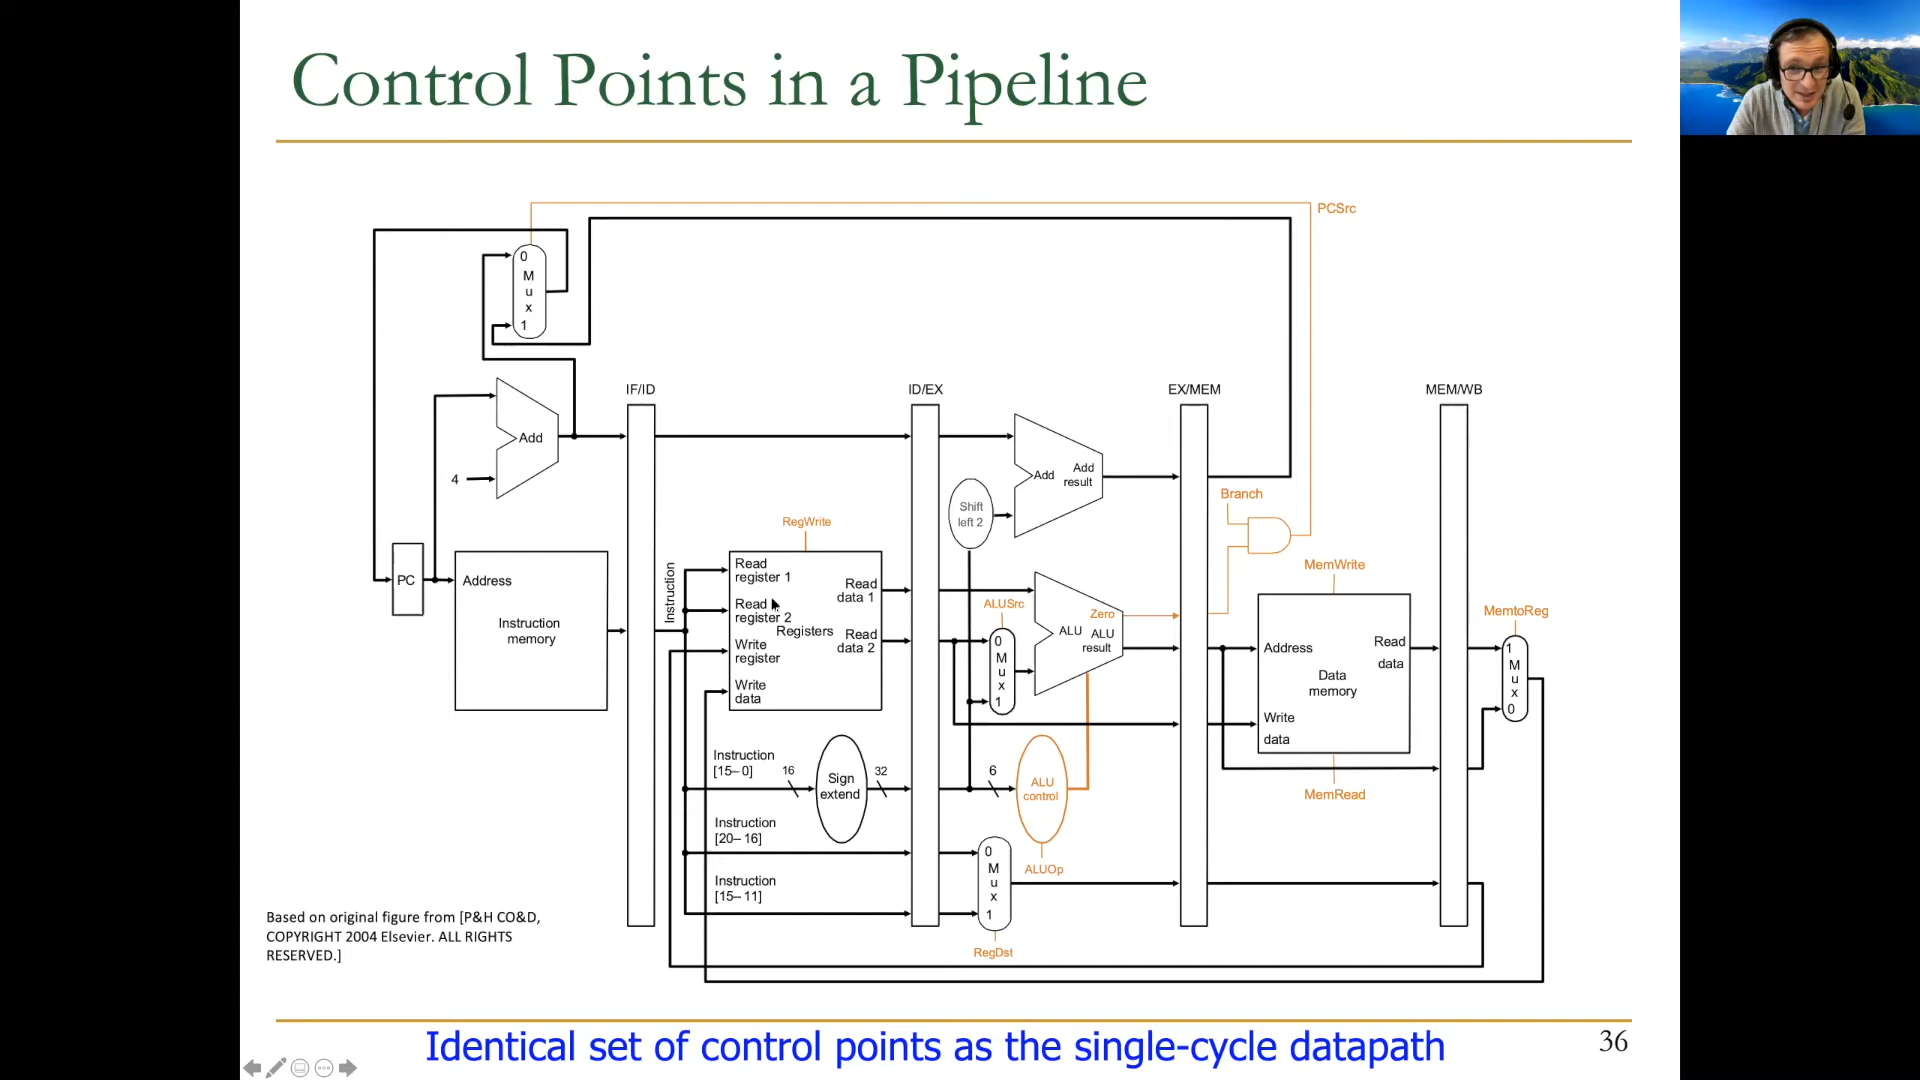 Control Points in a Pipeline
PCSrc
0
M
u
x
1
IF/ID
ID/EX
EX/MEM
MEM/WB
Add
4
Add
Add
result
Shift
left 2
Branch
RegWrite
MemWrite
MemtoReg
PC
Address
Instruction
memory
Instruction
Read
register 1
Read
register 2
Write
register
Write
data
Registers
Read
data 1
Read
data 2
ALUSrc
0
M
u
x
1
Zero
ALU
ALU
result
Address
Read
data
Data
memory
Write
data
MemRead
1
M
u
x
0
Instruction
[15–0]
16
Sign
extend
32
6
ALU
control
ALUOp
Instruction
[20–16]
Instruction
[15–11]
0
M
u
x
1
RegDst
Based on original figure from [P&H CO&D,
COPYRIGHT 2004 Elsevier. ALL RIGHTS
RESERVED.]
Identical set of control points as the single-cycle datapath
36